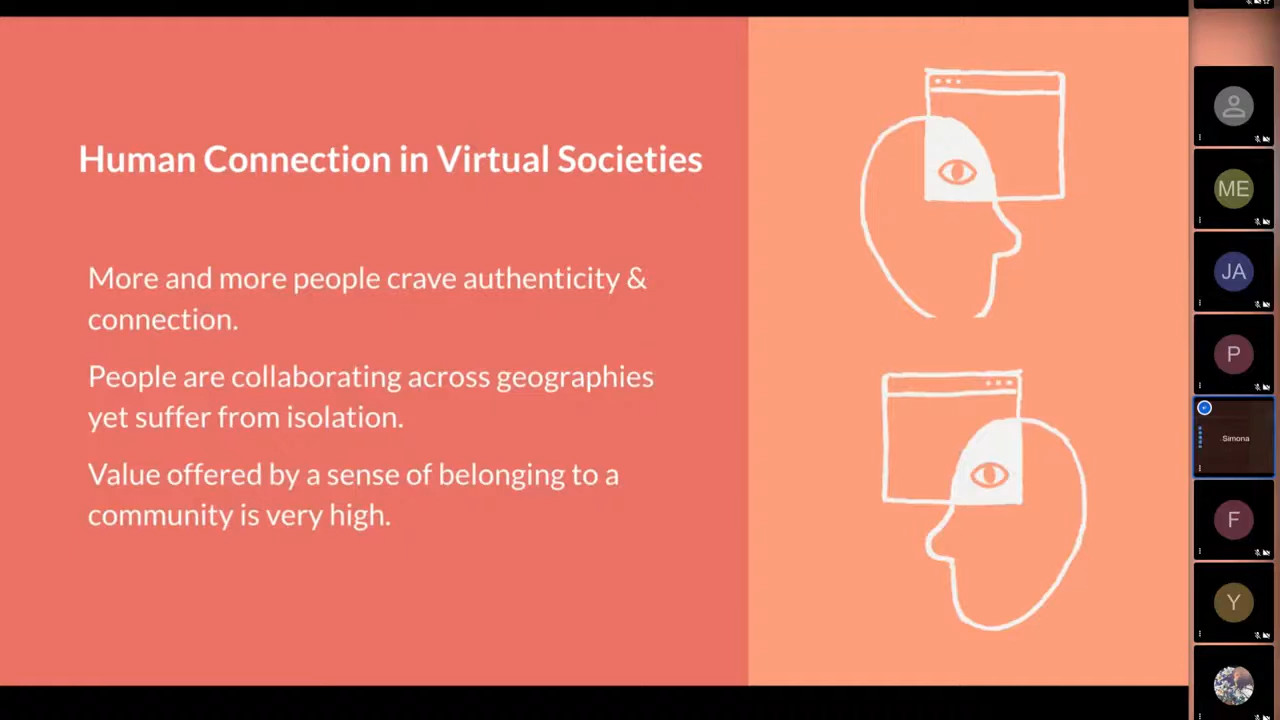 Human Connection in Virtual Societies
More and more people crave authenticity &
connection.
People are collaborating across geographies
yet suffer from isolation.
Value offered by a sense of belonging to a
community is very high.
ME
JA
P
Simona
F
Y